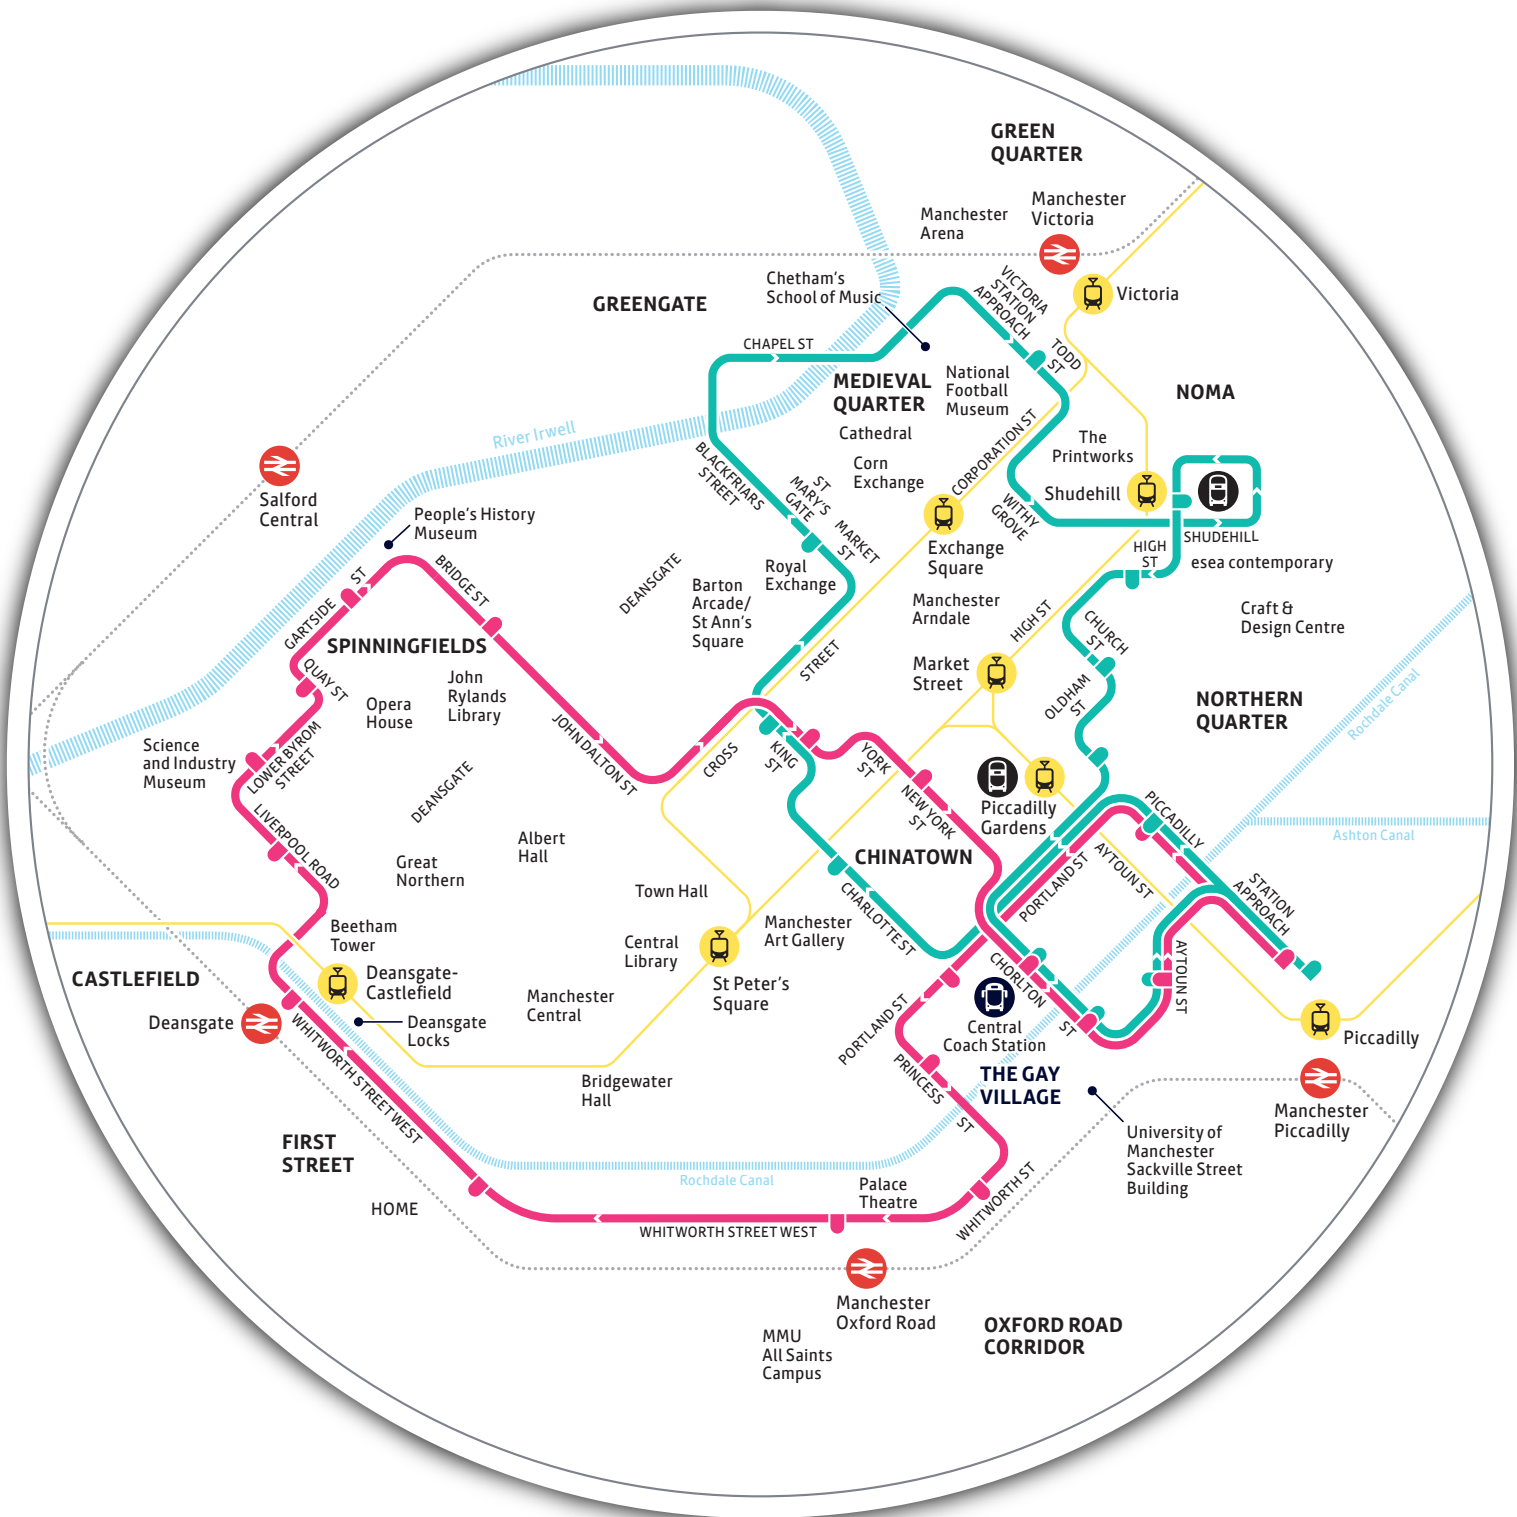 GREEN
QUARTER
Manchester
Victoria
Manchester
Arena
Victoria
Chetham's
School of Music
VICTORIA
STATION
APPROACH
GREENGATE
CHAPEL ST
TODD
ST
MEDIEVAL
QUARTER
National
Football
Museum
NOMA
Cathedral
CORPORATION ST
The
Printworks
Corn
Exchange
River Irwell
BLACKFRIARS
STREET
ST
MARY'S
GATE
MARKET
ST
Shudehill
WITHY
GROVE
SHUDEHILL
Salford
Central
People's History
Museum
Exchange
Square
HIGH
ST
esea contemporary
Royal
Exchange
DEANSGATE
Barton
Arcade/
St Ann's
Square
Manchester
Arndale
HIGH ST
Craft &
Design Centre
BRIDGE ST
GARTSIDE ST
SPINNINGFIELDS
CHURCH
ST
STREET
Market
Street
QUAY ST
John
Rylands
Library
Opera
House
OLDHAM
ST
NORTHERN
QUARTER
Rochdale Canal
Science
and Industry
Museum
LOWER BYROM
STREET
JOHN DALTON ST
CROSS
KING
ST
YORK
ST
NEW YORK
ST
Piccadilly
Gardens
DEANSGATE
LIVERPOOL ROAD
PICCADILLY
Ashton Canal
Albert
Hall
Great
Northern
CHINATOWN
PORTLAND ST
AYTOUN ST
STATION
APPROACH
Town Hall
CHARLOTTE ST
Manchester
Art Gallery
Beetham
Tower
Central
Library
St Peter's
Square
CASTLEFIELD
Deansgate-
Castlefield
CHORLTON
ST
AYTOUN ST
Manchester
Central
Deansgate
Deansgate
Locks
PORTLAND ST
Central
Coach Station
Piccadilly
WHITWORTH STREET WEST
Bridgewater
Hall
PRINCESS
ST
THE GAY
VILLAGE
Manchester
Piccadilly
FIRST
STREET
University of
Manchester
Sackville Street
Building
Rochdale Canal
Palace
Theatre
WHITWORTH ST
HOME
WHITWORTH STREET WEST
Manchester
Oxford Road
OXFORD ROAD
CORRIDOR
MMU
All Saints
Campus